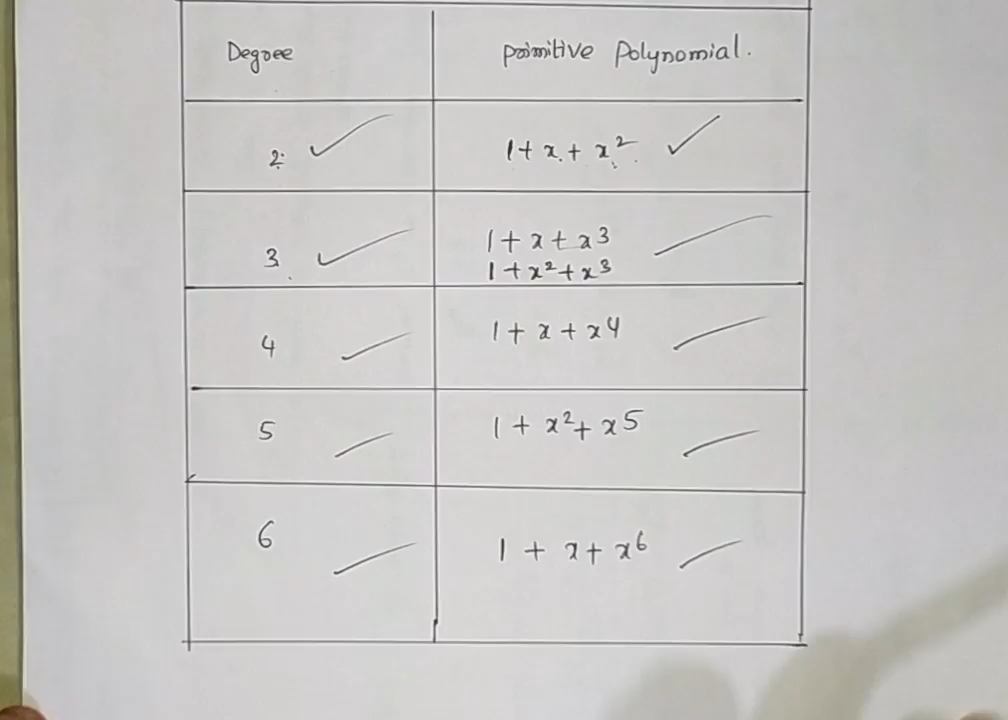 Degree primitive Polynomial.
2 1 + x + x²
3 1 + x + x³
1 + x² + x³
4 1 + x + x⁴
5 1 + x² + x⁵
6 1 + x + x⁶